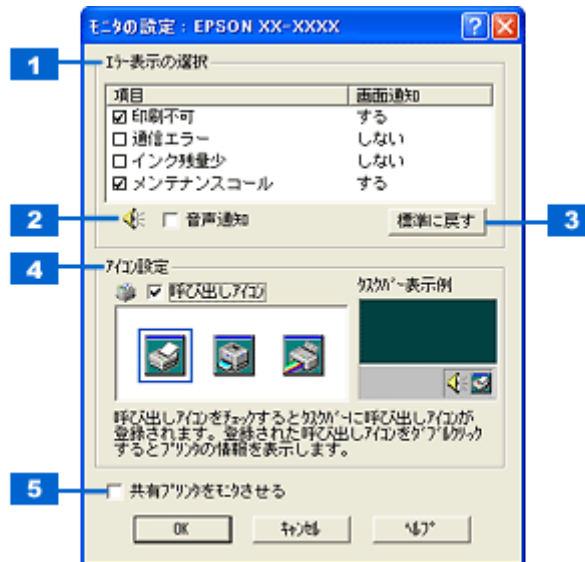 モニタの設定：EPSON XX-XXXX
1
ｴﾗｰ表示の選択
項目 画面通知
印刷不可 する
通信エラー しない
インク残量少 しない
メンテナンスコール する
2
音声通知
標準に戻す
3
4
ｱｲｺﾝ設定
呼び出しｱｲｺﾝ
ﾀｽｸﾊﾞｰ表示例
呼び出しｱｲｺﾝをﾁｪｯｸするとﾀｽｸﾊﾞｰに呼び出しｱｲｺﾝが
登録されます。登録された呼び出しｱｲｺﾝをﾀﾞﾌﾞﾙｸﾘｯｸ
するとﾌﾟﾘﾝﾀの情報を表示します。
5
共有ﾌﾟﾘﾝﾀをﾓﾆﾀさせる
OK ｷｬﾝｾﾙ ﾍﾙﾌﾟ